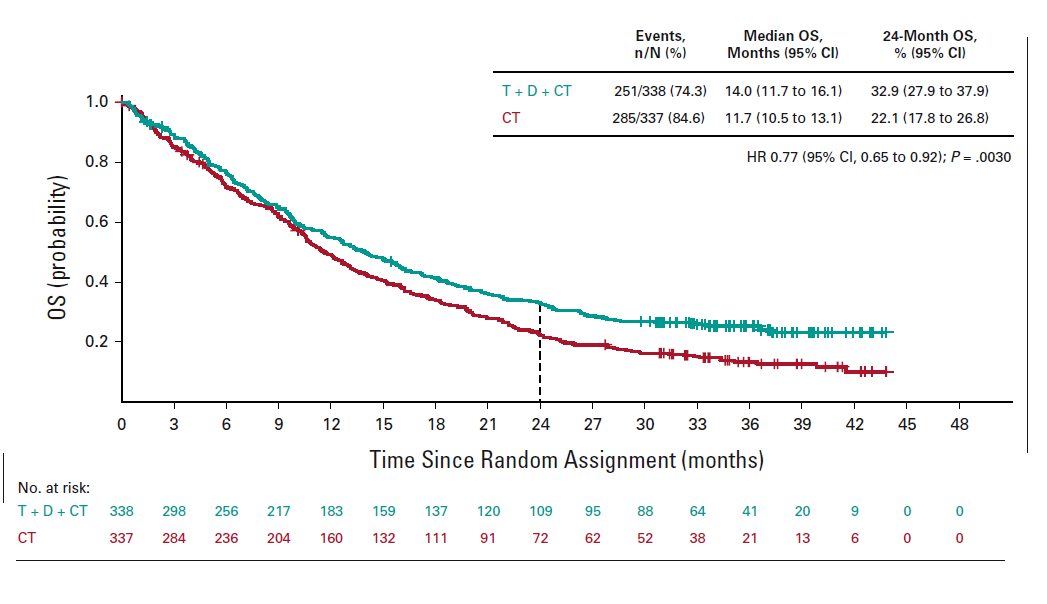 Events, Median OS, 24-Month OS,
n/N (%) Months (95% CI) % (95% CI)
T + D + CT 251/338 (74.3) 14.0 (11.7 to 16.1) 32.9 (27.9 to 37.9)
CT 285/337 (84.6) 11.7 (10.5 to 13.1) 22.1 (17.8 to 26.8)
HR 0.77 (95% CI, 0.65 to 0.92); P = .0030
1.0
0.8
0.6
0.4
0.2
OS (probability)
0 3 6 9 12 15 18 21 24 27 30 33 36 39 42 45 48
Time Since Random Assignment (months)
No. at risk:
T + D + CT 338 298 256 217 183 159 137 120 109 95 88 64 41 20 9 0 0
CT 337 284 236 204 160 132 111 91 72 62 52 38 21 13 6 0 0